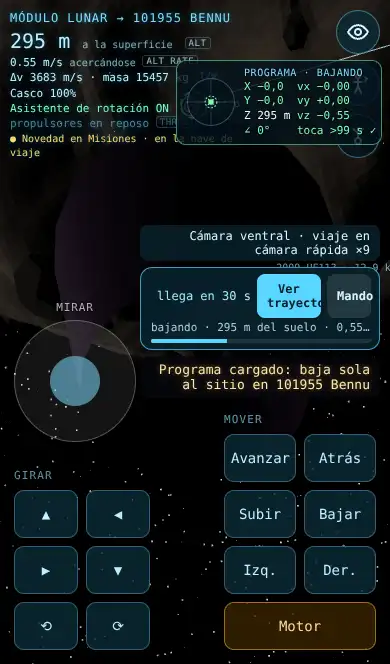 MÓDULO LUNAR → 101955 BENNU
295 m a la superficie ALT
0.55 m/s acercándose ALT RATE
Δv 3683 m/s · masa 15457 kg
Casco 100%
Asistente de rotación ON
propulsores en reposo
● Novedad en Misiones · en la nave de
viaje
PROGRAMA · BAJANDO
X −0,0 vx −0,00
Y −0,0 vy +0,00
Z 295 m vz −0,55
∠ 0° toca >99 s ✓
Cámara ventral · viaje en
cámara rápida ×9
llega en 30 s
Ver
trayecto
Mando
bajando · 295 m del suelo · 0,55…
Programa cargado: baja sola
al sitio en 101955 Bennu
MIRAR
MOVER
Avanzar Atrás
GIRAR
▲ ◀ Subir Bajar
▶ ▼ Izq. Der.
⟲ ⟳ Motor